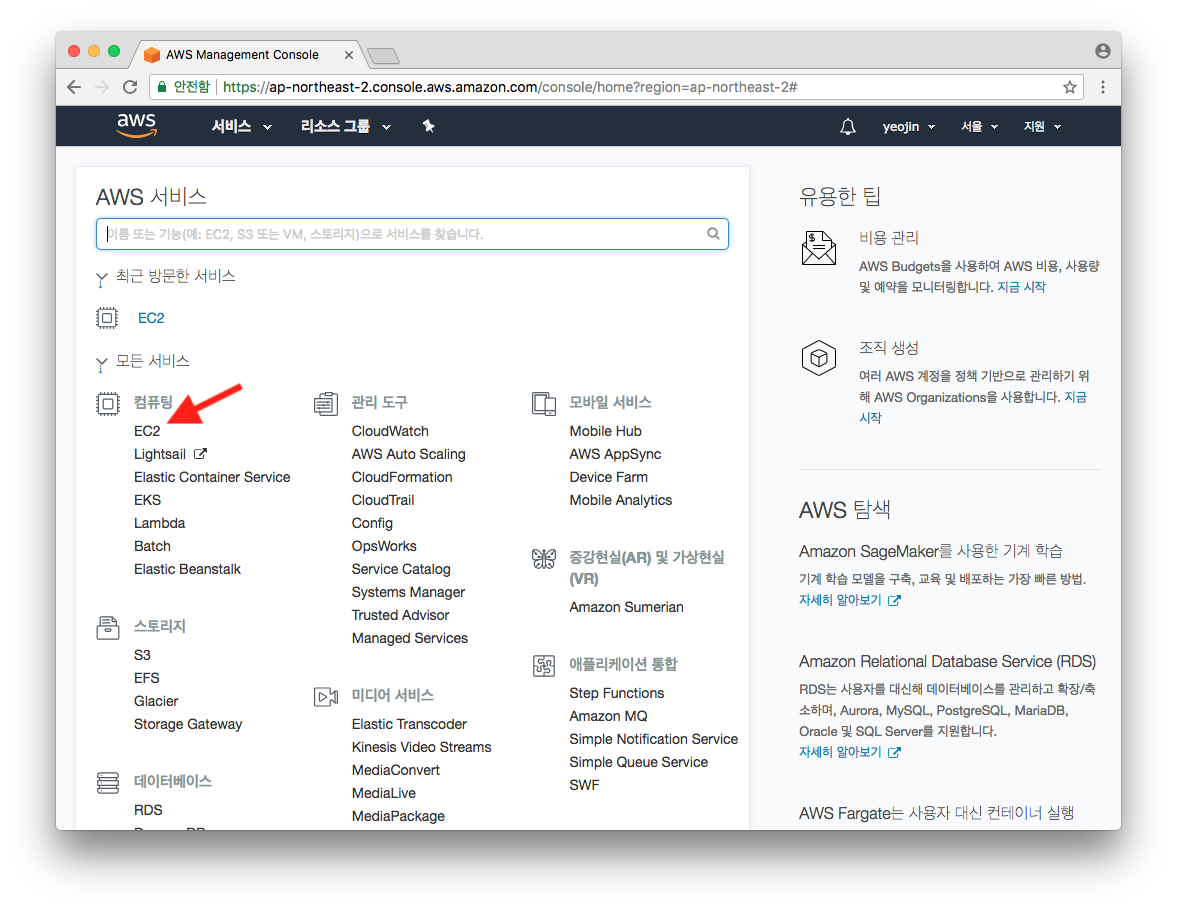 AWS Management Console
안전함
https://ap-northeast-2.console.aws.amazon.com/console/home?region=ap-northeast-2#
aws
서비스
리소스 그룹
yeojin
서울
지원
AWS 서비스
이름 또는 기능(예: EC2, S3 또는 VM, 스토리지)으로 서비스를 찾습니다.
최근 방문한 서비스
EC2
모든 서비스
컴퓨팅
EC2
Lightsail
Elastic Container Service
EKS
Lambda
Batch
Elastic Beanstalk
스토리지
S3
EFS
Glacier
Storage Gateway
데이터베이스
RDS
관리 도구
CloudWatch
AWS Auto Scaling
CloudFormation
CloudTrail
Config
OpsWorks
Service Catalog
Systems Manager
Trusted Advisor
Managed Services
미디어 서비스
Elastic Transcoder
Kinesis Video Streams
MediaConvert
MediaLive
MediaPackage
모바일 서비스
Mobile Hub
AWS AppSync
Device Farm
Mobile Analytics
증강현실(AR) 및 가상현실
(VR)
Amazon Sumerian
애플리케이션 통합
Step Functions
Amazon MQ
Simple Notification Service
Simple Queue Service
SWF
유용한 팁
비용 관리
AWS Budgets을 사용하여 AWS 비용, 사용량
및 예약을 모니터링합니다. 지금 시작
조직 생성
여러 AWS 계정을 정책 기반으로 관리하기 위
해 AWS Organizations을 사용합니다. 지금
시작
AWS 탐색
Amazon SageMaker를 사용한 기계 학습
기계 학습 모델을 구축, 교육 및 배포하는 가장 빠른 방법.
자세히 알아보기
Amazon Relational Database Service (RDS)
RDS는 사용자를 대신해 데이터베이스를 관리하고 확장/축
소하며, Aurora, MySQL, PostgreSQL, MariaDB,
Oracle 및 SQL Server를 지원합니다.
자세히 알아보기
AWS Fargate는 사용자 대신 컨테이너 실행